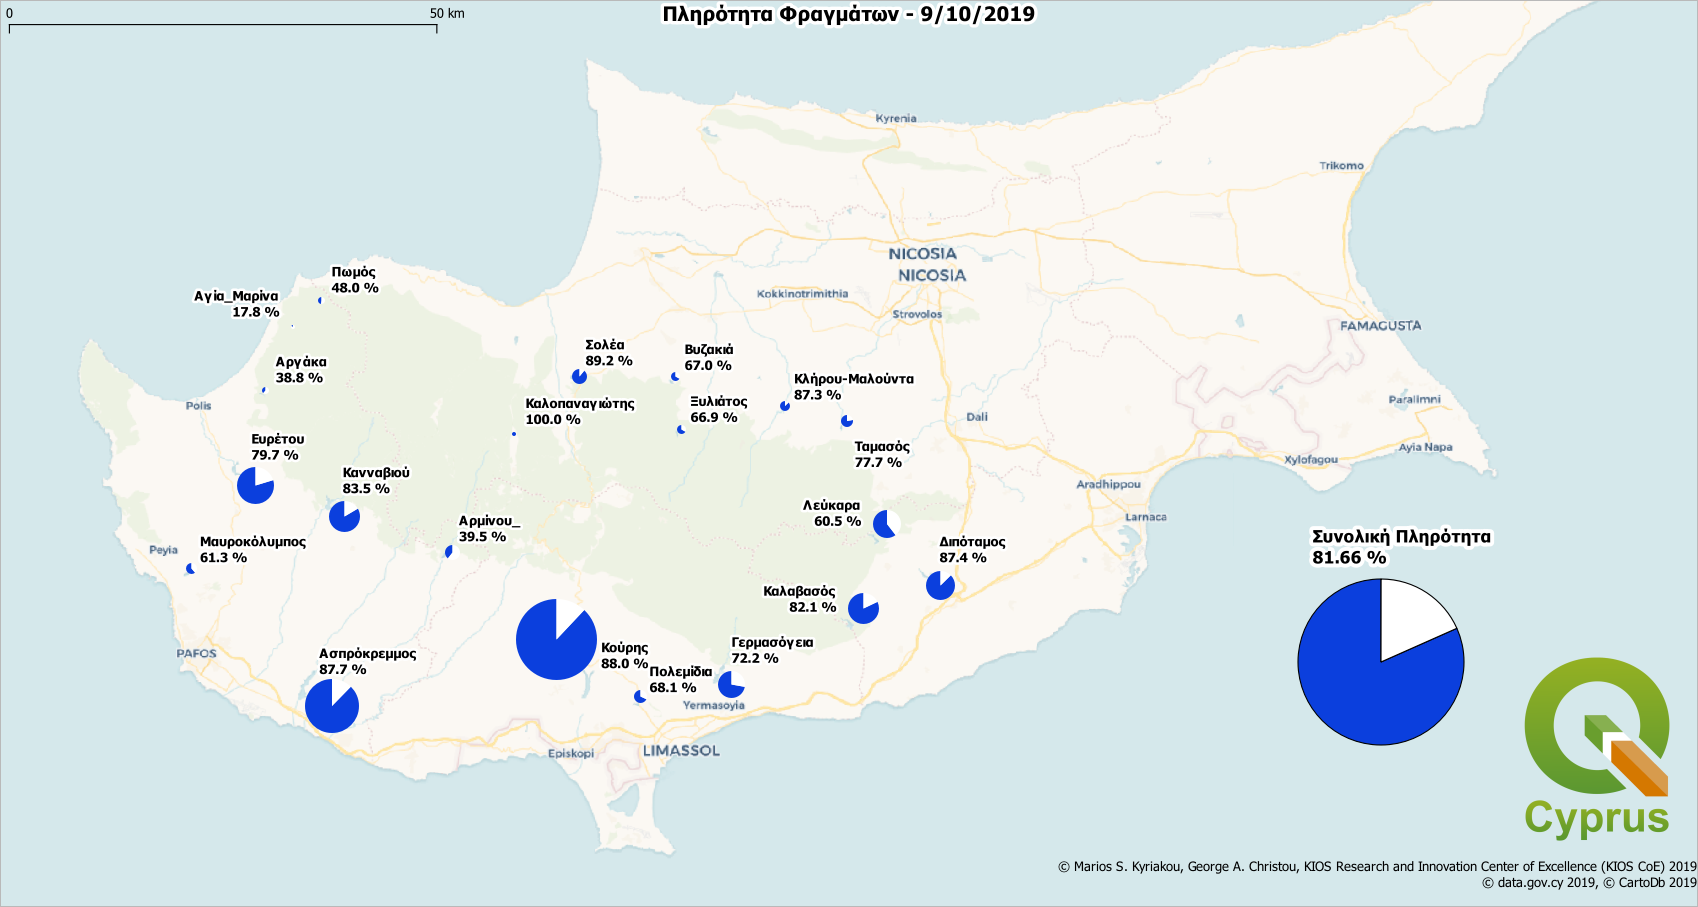 0
50 km
Πληρότητα Φραγμάτων - 9/10/2019
Kyrenia
Trikomo
NICOSIA
NICOSIA
Kokkinotrimithia
Strovolos
FAMAGUSTA
Πωμός
48.0 %
Αγία_Μαρίνα
17.8 %
Σολέα
89.2 %
Βυζακιά
67.0 %
Αργάκα
38.8 %
Κλήρου-Μαλούντα
87.3 %
Polis
Καλοπαναγιώτης
100.0 %
Ξυλιάτος
66.9 %
Dali
Paralimni
Ευρέτου
79.7 %
Ταμασός
77.7 %
Ayia Napa
Xylofagou
Κανναβιού
83.5 %
Aradhippou
Λεύκαρα
60.5 %
Larnaca
Αρμίνου_
39.5 %
Μαυροκόλυμπος
61.3 %
Peyia
Διπόταμος
87.4 %
Συνολική Πληρότητα
81.66 %
Καλαβασός
82.1 %
PAFOS
Ασπρόκρεμμος
87.7 %
Κούρης
88.0 %
Γερμασόγεια
72.2 %
Πολεμίδια
68.1 %
Yermasoyia
Episkopi
LIMASSOL
Cyprus
© Marios S. Kyriakou, George A. Christou, KIOS Research and Innovation Center of Excellence (KIOS CoE) 2019
© data.gov.cy 2019, © CartoDb 2019